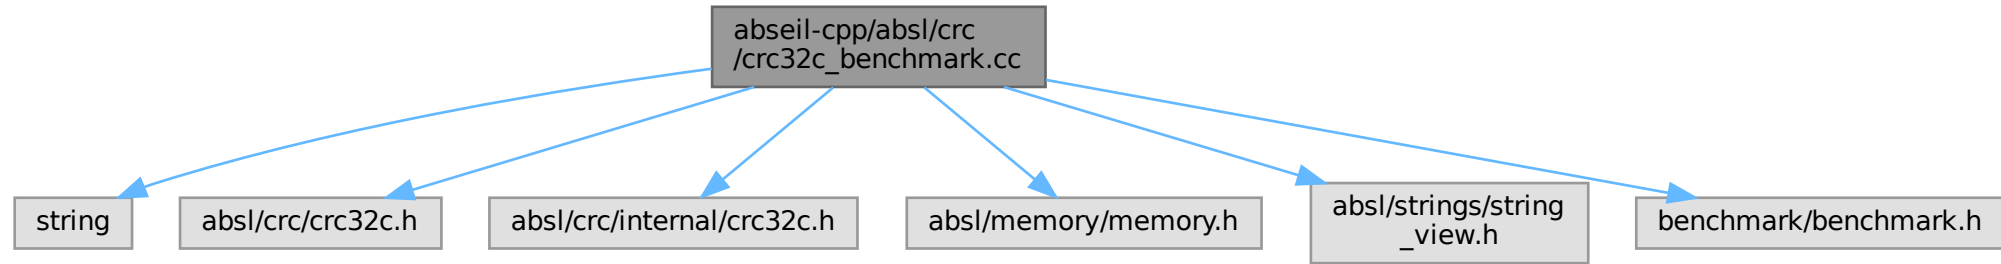 abseil-cpp/absl/crc
/crc32c_benchmark.cc
string
absl/crc/crc32c.h
absl/crc/internal/crc32c.h
absl/memory/memory.h
absl/strings/string
_view.h
benchmark/benchmark.h